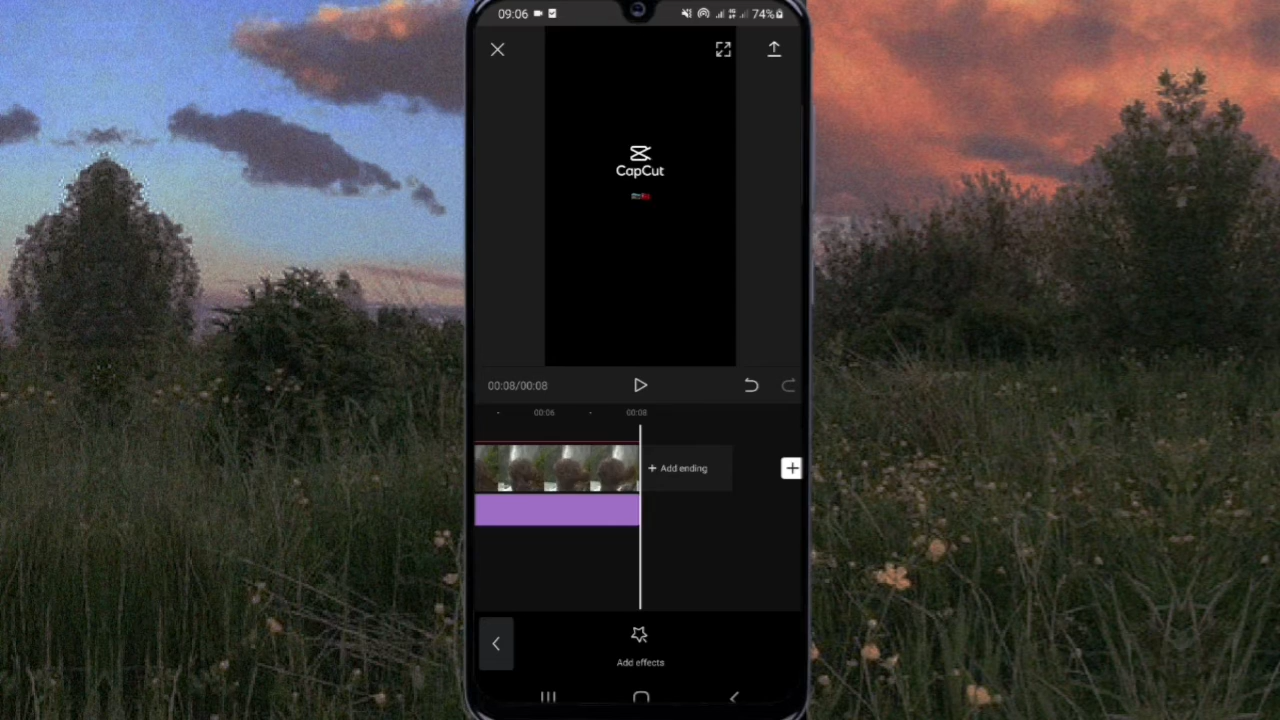 09:06
74%
CapCut
00:08/00:08
00:06
00:08
+ Add ending
Add effects